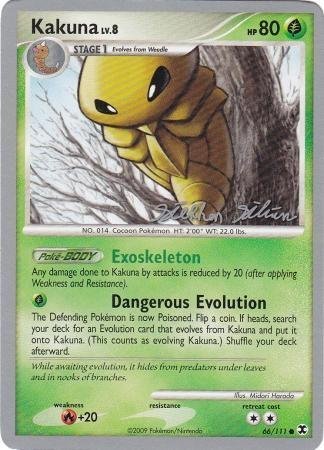 Kakuna LV.8
HP 80
STAGE 1 Evolves from Weedle
NO. 014 Cocoon Pokémon HT: 2'00" WT: 22.0 lbs.
Poké-BODY Exoskeleton
Any damage done to Kakuna by attacks is reduced by 20 (after applying
Weakness and Resistance).
Dangerous Evolution
The Defending Pokémon is now Poisoned. Flip a coin. If heads, search
your deck for an Evolution card that evolves from Kakuna and put it
onto Kakuna. (This counts as evolving Kakuna.) Shuffle your deck
afterward.
While awaiting evolution, it hides from predators under leaves
and in nooks of branches.
Illus. Midori Harada
weakness resistance retreat cost
+20
©2009 Pokémon/Nintendo 66/111